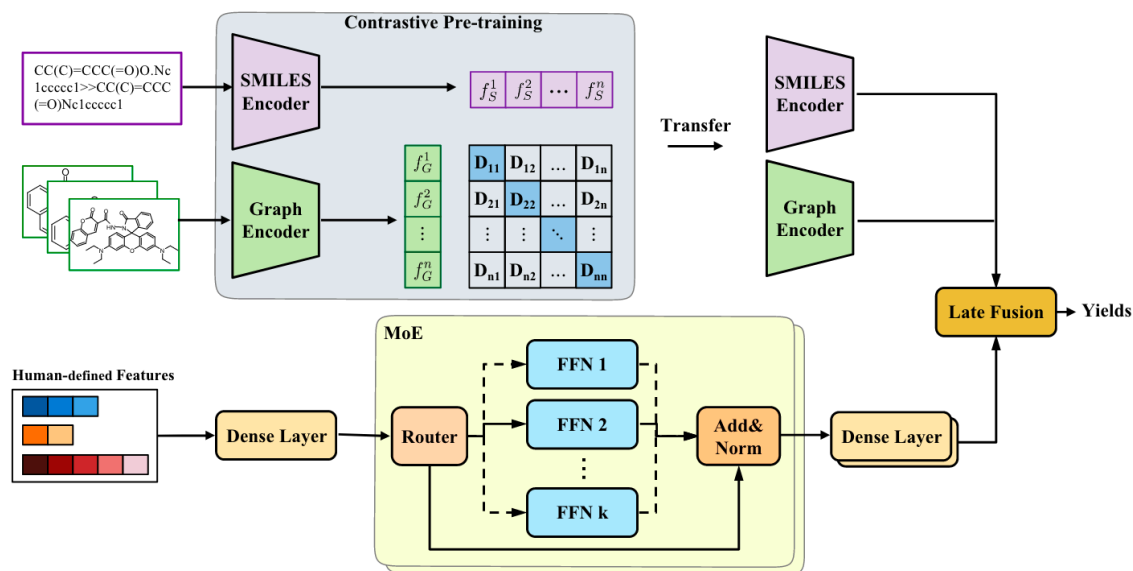 Contrastive Pre-training
CC(C)=CCC(=O)O.Nc
1ccccc1>>CC(C)=CCC
(=O)Nc1ccccc1
SMILES
Encoder
f_S^1 f_S^2 ... f_S^n
Graph
Encoder
f_G^1
f_G^2
⋮
f_G^n
D11 D12 ... D1n
D21 D22 ... D2n
⋮ ⋮ ⋱ ⋮
Dn1 Dn2 ... Dnn
Transfer
SMILES
Encoder
Graph
Encoder
Late Fusion
Yields
Human-defined Features
Dense Layer
MoE
Router
FFN 1
FFN 2
⋮
FFN k
Add&
Norm
Dense Layer